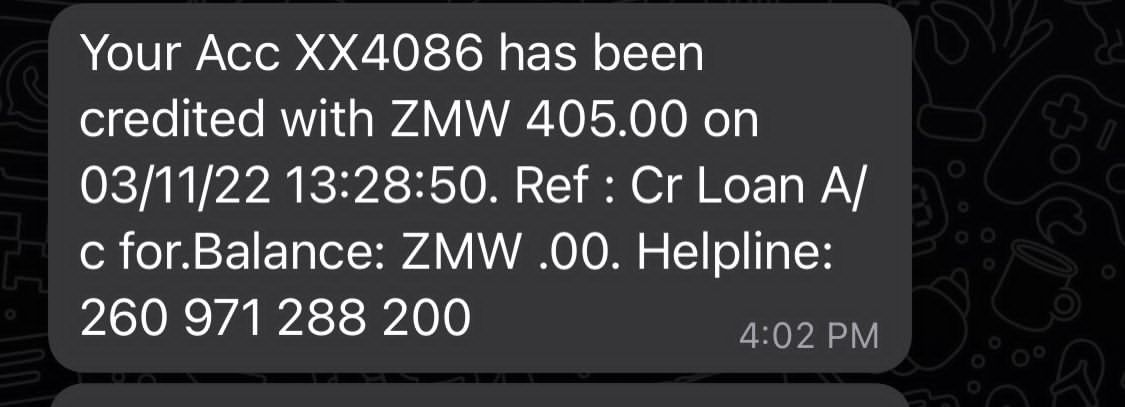 Your Acc XX4086 has been
credited with ZMW 405.00 on
03/11/22 13:28:50. Ref : Cr Loan A/
c for.Balance: ZMW .00. Helpline:
260 971 288 200
4:02 PM